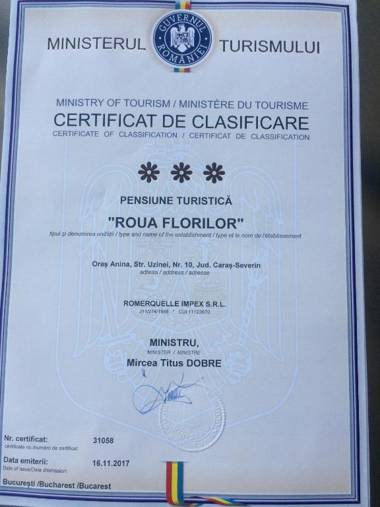 GUVERNUL ROMÂNIEI
MINISTERUL TURISMULUI
MINISTRY OF TOURISM / MINISTÈRE DU TOURISME
CERTIFICAT DE CLASIFICARE
CERTIFICATE OF CLASSIFICATION / CERTIFICAT DE CLASSIFICATION
PENSIUNE TURISTICĂ
"ROUA FLORILOR"
tipul și denumirea unității / type and name of the establishment / type et le nom de l'établissement
Oraș Anina, Str. Uzinei, Nr. 10, Jud. Caraș-Severin
adresa / address / adresse
ROMERQUELLE IMPEX S.R.L.
MINISTRU,
MINISTER / MINISTRE
Mircea Titus DOBRE
Nr. certificat: 31058
Data emiterii: 16.11.2017
București /Bucharest /Bucarest